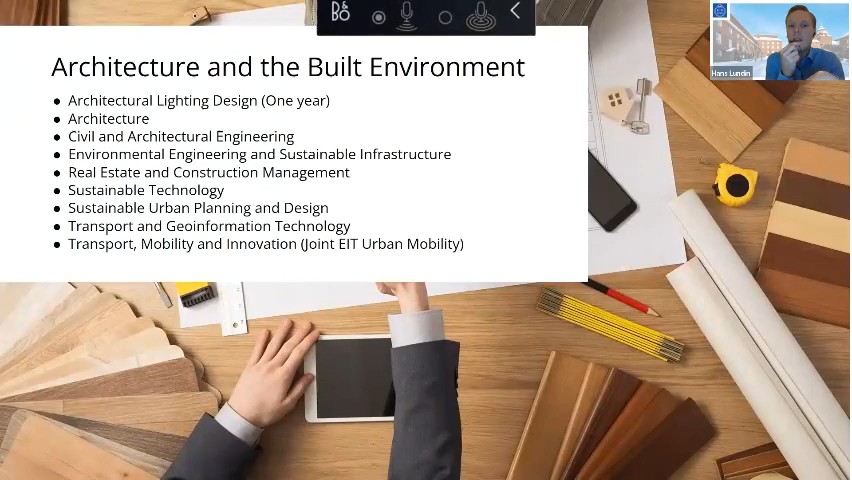 B&O
Architecture and the Built Environment
● Architectural Lighting Design (One year)
● Architecture
● Civil and Architectural Engineering
● Environmental Engineering and Sustainable Infrastructure
● Real Estate and Construction Management
● Sustainable Technology
● Sustainable Urban Planning and Design
● Transport and Geoinformation Technology
● Transport, Mobility and Innovation (Joint EIT Urban Mobility)
Hans Lundin